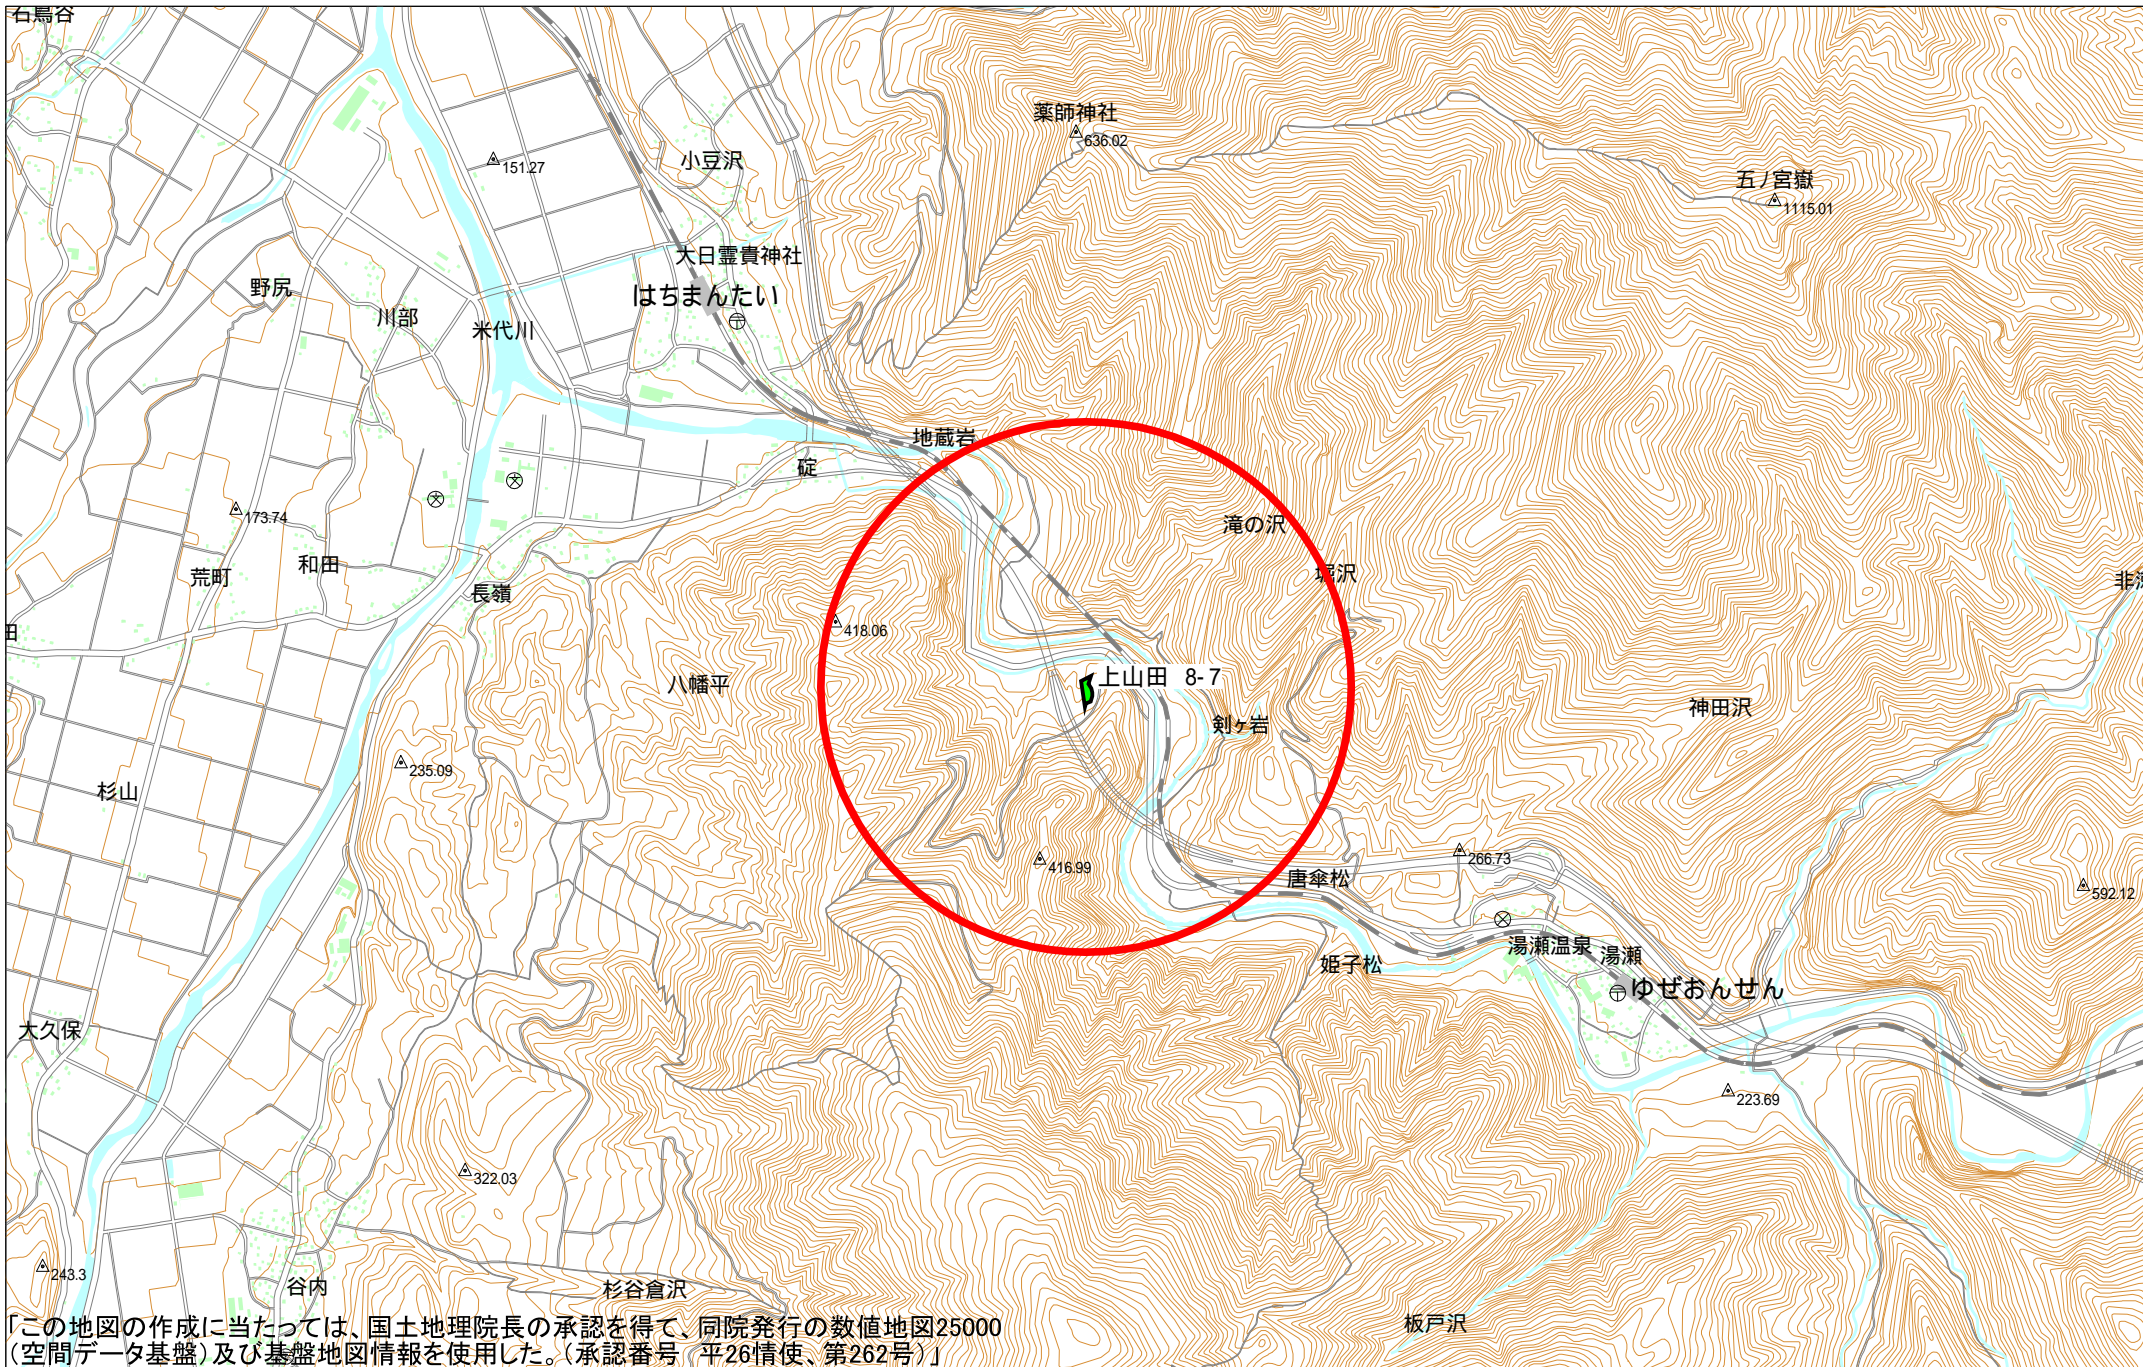 石鳥谷
薬師神社
636.02
151.27
小豆沢
五ノ宮嶽
1115.01
大日霊貴神社
野尻
はちまんたい
川部
米代川
地蔵岩
碇
173.74
滝の沢
和田
荒町
堀沢
長嶺
田
418.06
上山田 8-7
八幡平
神田沢
剣ヶ岩
235.09
杉山
266.73
416.99
唐傘松
592.12
湯瀬温泉
湯瀬
姫子松
ゆぜおんせん
大久保
223.69
322.03
243.3
谷内
杉谷倉沢
板戸沢
「この地図の作成に当たっては、国土地理院長の承認を得て、同院発行の数値地図25000
（空間データ基盤）及び基盤地図情報を使用した。（承認番号 平26情使、第262号）」